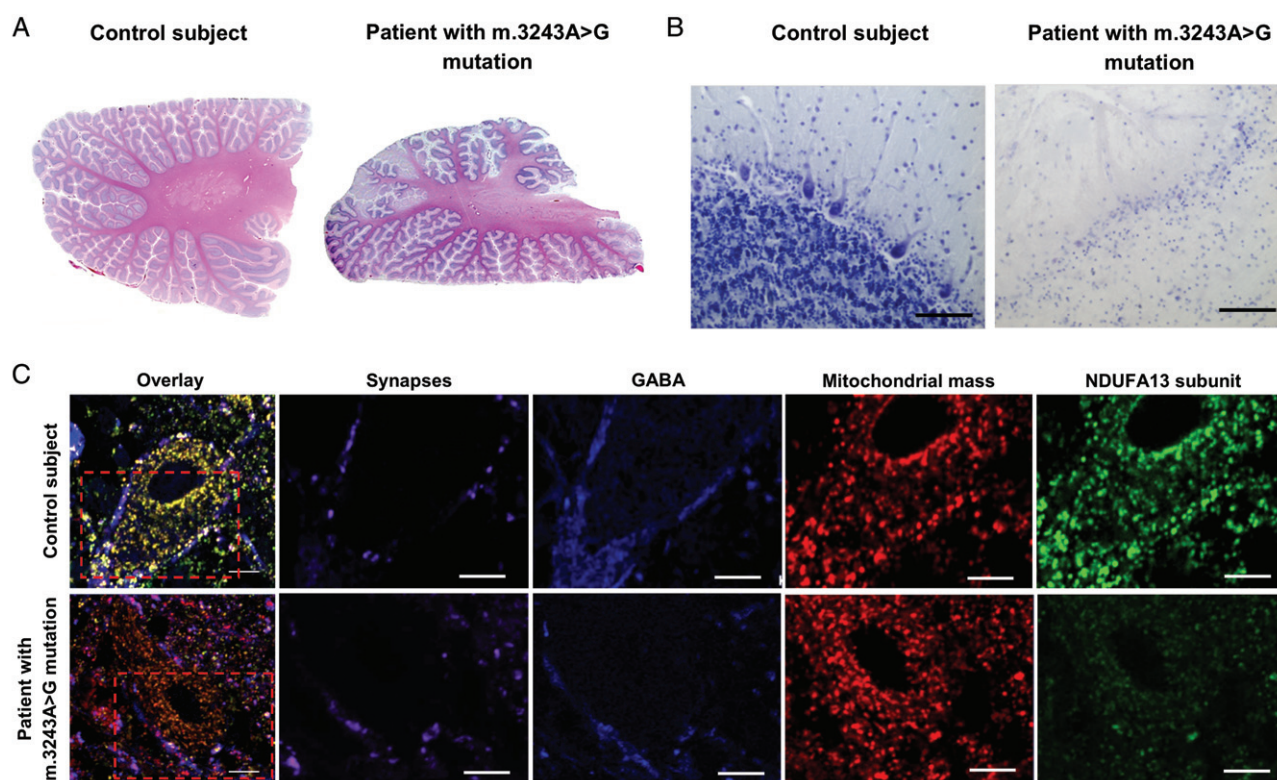 A
Control subject
Patient with m.3243A>G
mutation
B
Control subject
Patient with m.3243A>G
mutation
C
Overlay
Synapses
GABA
Mitochondrial mass
NDUFA13 subunit
Control subject
Patient with
m.3243A>G mutation